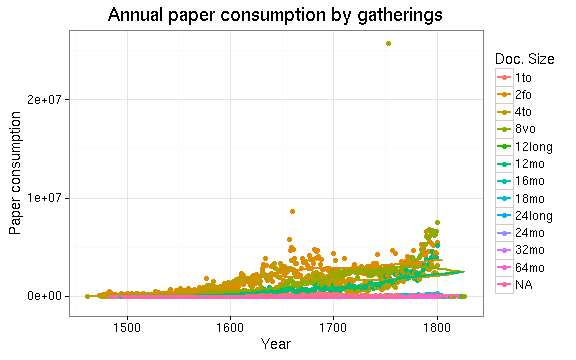 Annual paper consumption by gatherings
Paper consumption
2e+07
1e+07
0e+00
1500
1600
1700
1800
Year
Doc. Size
1to
2fo
4to
8vo
12long
12mo
16mo
18mo
24long
24mo
32mo
64mo
NA